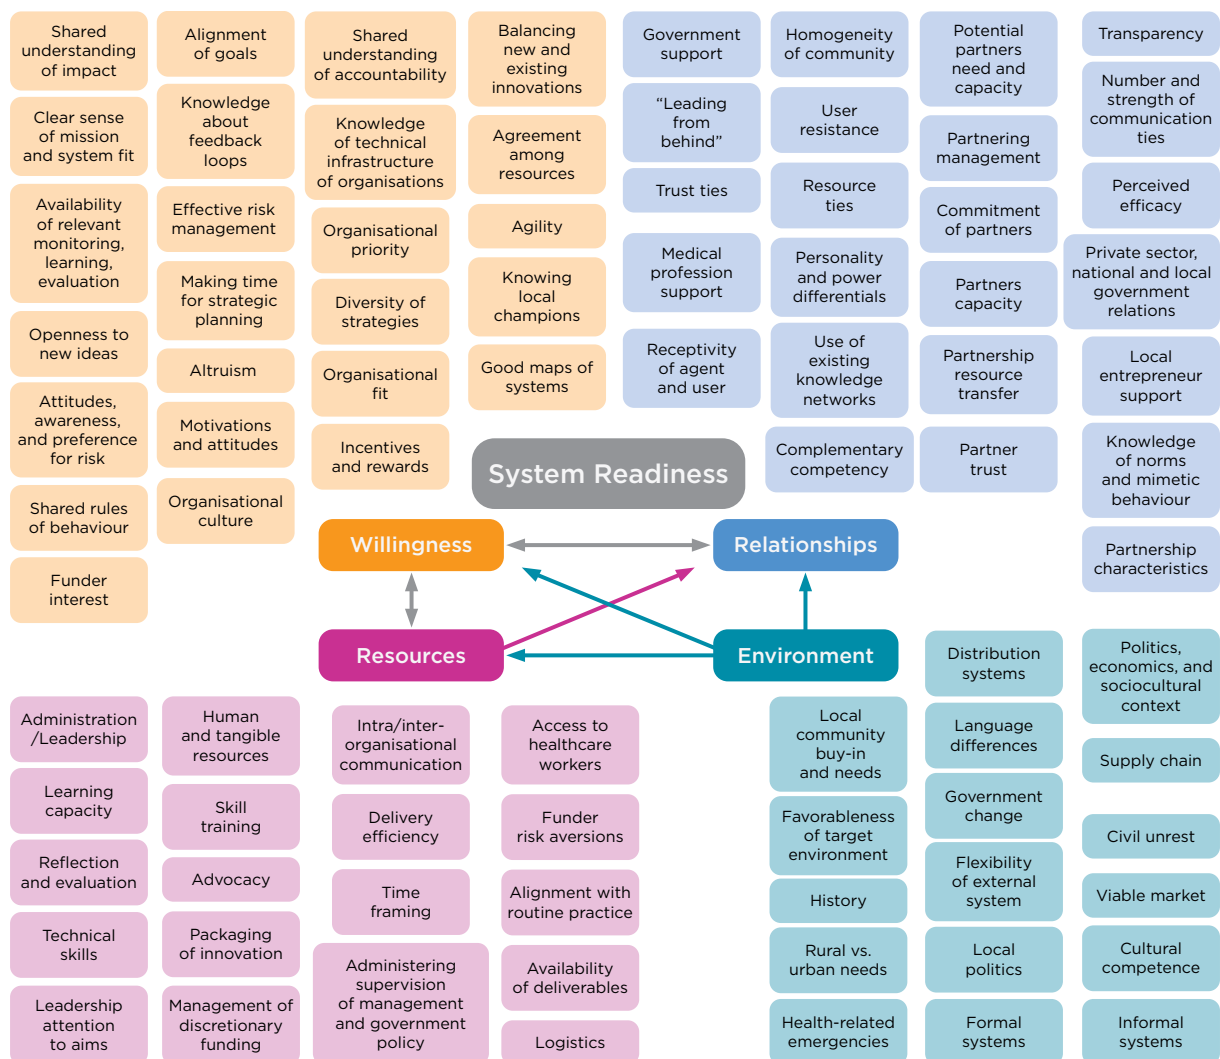 Shared
understanding
of impact
Clear sense
of mission
and system fit
Availability
of relevant
monitoring,
learning,
evaluation
Openness to
new ideas
Attitudes,
awareness,
and preference
for risk
Shared rules
of behaviour
Funder
interest
Alignment
of goals
Knowledge
about
feedback
loops
Effective risk
management
Making time
for strategic
planning
Altruism
Motivations
and attitudes
Organisational
culture
Shared
understanding
of accountability
Knowledge
of technical
infrastructure
of organisations
Organisational
priority
Diversity of
strategies
Organisational
fit
Incentives
and rewards
Balancing
new and
existing
innovations
Agreement
among
resources
Agility
Knowing
local
champions
Good maps of
systems
Government
support
“Leading
from
behind”
Trust ties
Medical
profession
support
Receptivity
of agent
and user
Homogeneity
of community
User
resistance
Resource
ties
Personality
and power
differentials
Use of
existing
knowledge
networks
Complementary
competency
Potential
partners
need and
capacity
Partnering
management
Commitment
of partners
Partners
capacity
Partnership
resource
transfer
Partner
trust
Transparency
Number and
strength of
communication
ties
Perceived
efficacy
Private sector,
national and local
government
relations
Local
entrepreneur
support
Knowledge
of norms
and mimetic
behaviour
Partnership
characteristics
System Readiness
Willingness
Relationships
Resources
Environment
Administration
/Leadership
Learning
capacity
Reflection
and evaluation
Technical
skills
Leadership
attention
to aims
Human
and tangible
resources
Skill
training
Advocacy
Packaging
of innovation
Management of
discretionary
funding
Intra/inter-
organisational
communication
Delivery
efficiency
Time
framing
Administering
supervision
of management
and government
policy
Access to
healthcare
workers
Funder
risk aversions
Alignment with
routine practice
Availability
of deliverables
Logistics
Local
community
buy-in
and needs
Favorableness
of target
environment
History
Rural vs.
urban needs
Health-related
emergencies
Distribution
systems
Language
differences
Government
change
Flexibility
of external
system
Local
politics
Formal
systems
Politics,
economics, and
sociocultural
context
Supply chain
Civil unrest
Viable market
Cultural
competence
Informal
systems